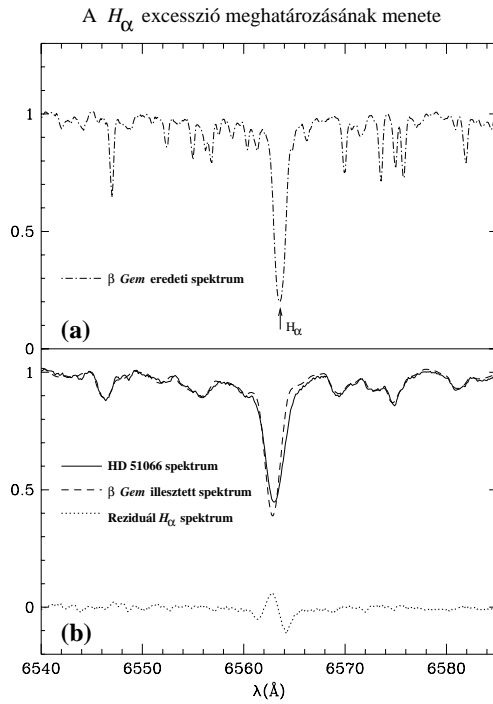 A Hα excesszió meghatározásának menete
1
0.5
0
β Gem eredeti spektrum
(a)
Hα
1
0.5
0
HD 51066 spektrum
β Gem illesztett spektrum
Reziduál Hα spektrum
(b)
6540 6550 6560 6570 6580
λ(Å)